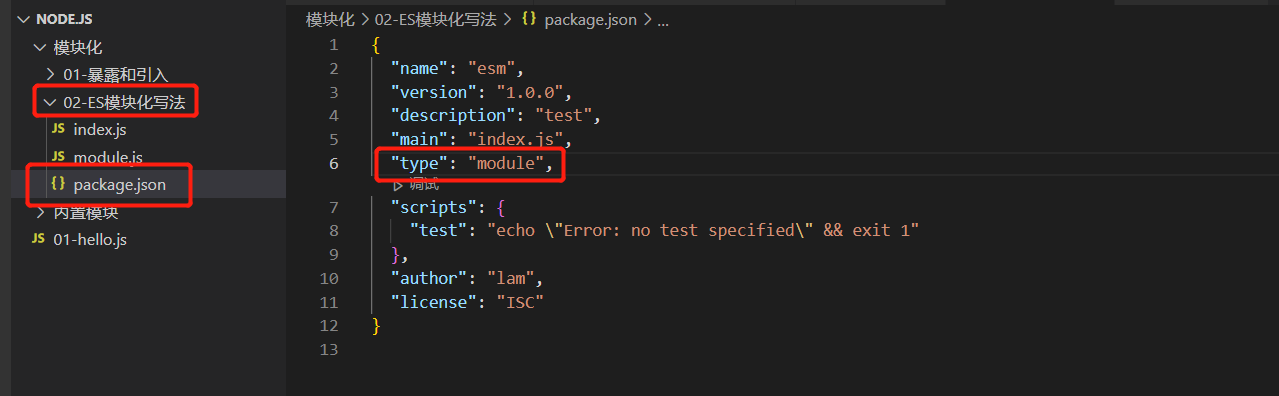 NODE.JS
模块化
01-暴露和引入
02-ES模块化写法
JS index.js
JS module.js
{} package.json
内置模块
JS 01-hello.js
模块化 > 02-ES模块化写法 > {} package.json > ...
1 {
2 "name": "esm",
3 "version": "1.0.0",
4 "description": "test",
5 "main": "index.js",
6 "type": "module",
调试
7 "scripts": {
8 "test": "echo \"Error: no test specified\" && exit 1"
9 },
10 "author": "lam",
11 "license": "ISC"
12 }
13